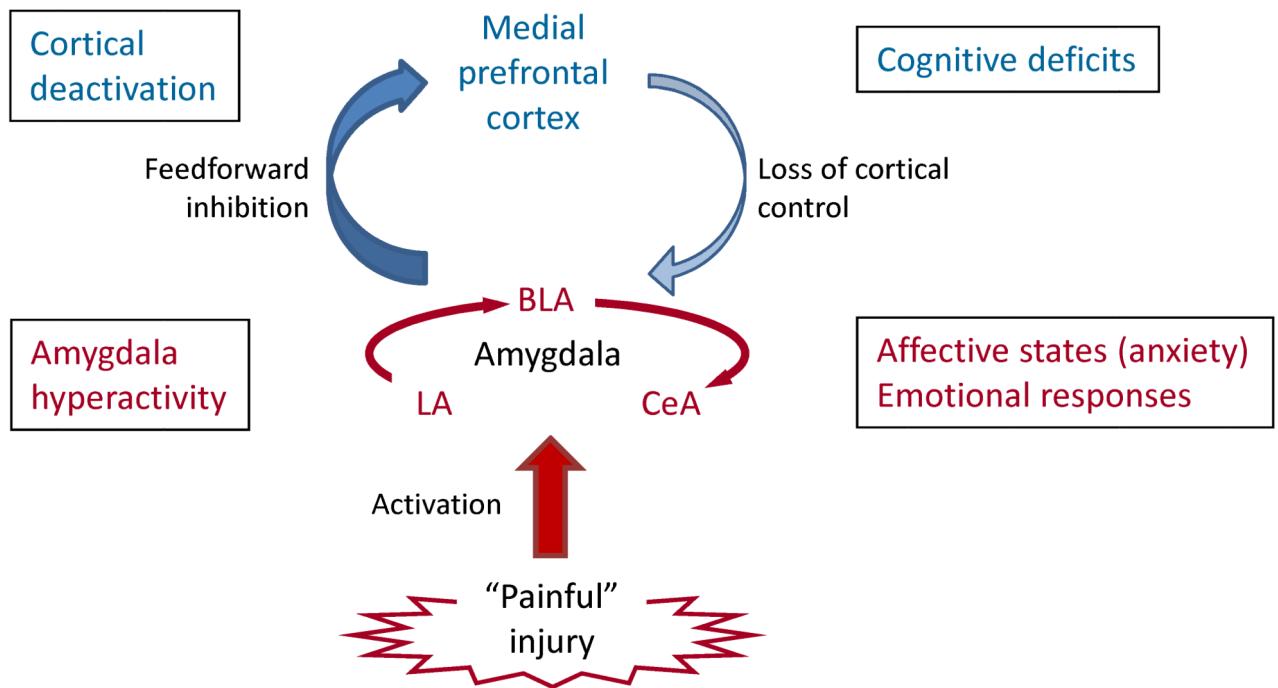 Cortical
deactivation
Medial
prefrontal
cortex
Cognitive deficits
Feedforward
inhibition
Loss of cortical
control
BLA
Amygdala
LA
CeA
Amygdala
hyperactivity
Affective states (anxiety)
Emotional responses
Activation
“Painful”
injury